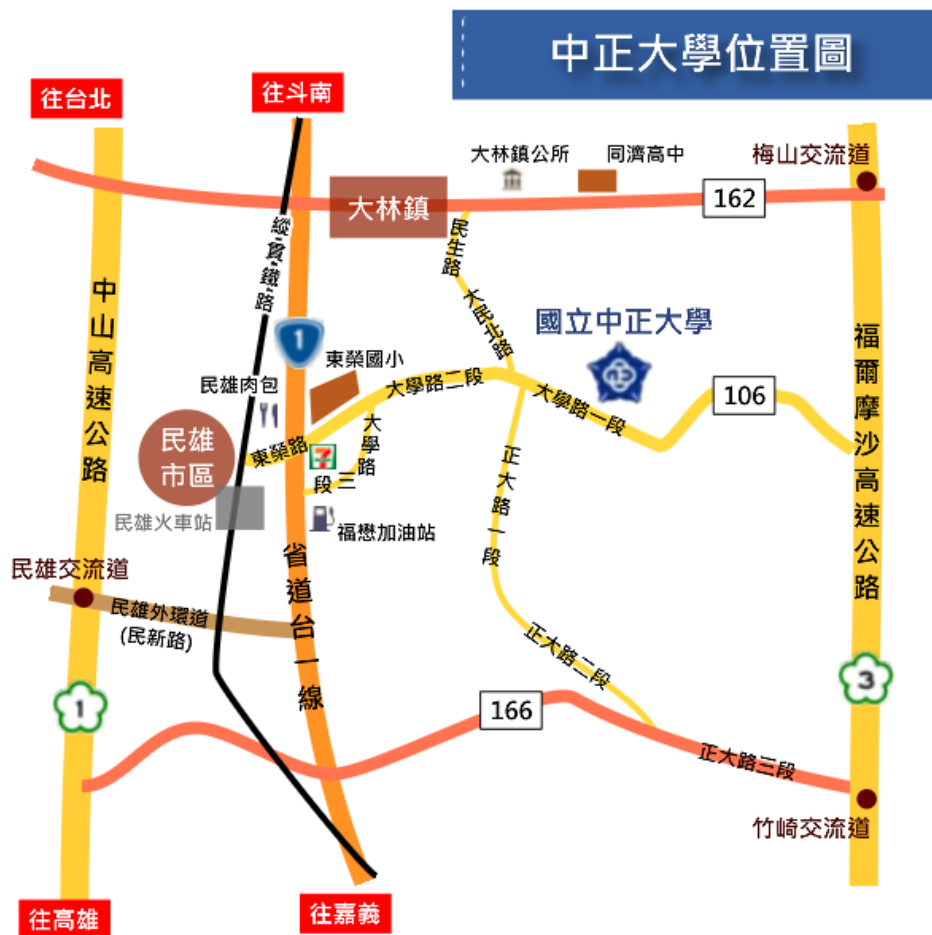 中正大學位置圖
往台北
往斗南
大林鎮公所
同濟高中
梅山交流道
162
大林鎮
民生路
縱貫鐵路
大民北路
中山高速公路
國立中正大學
福爾摩沙高速公路
1
東榮國小
民雄肉包
大學路二段
大學路一段
106
民雄
市區
東榮路
7
大學路三段
正大路一段
民雄火車站
福懋加油站
省道台一線
民雄交流道
民雄外環道
(民新路)
正大路二段
3
1
166
正大路三段
竹崎交流道
往高雄
往嘉義